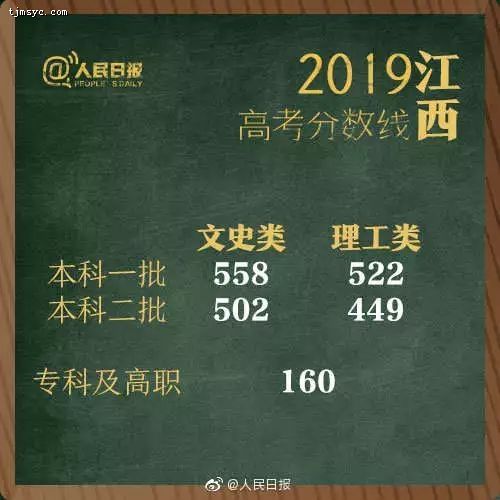 tjmsyc.com
@人民日报
PEOPLE'S DAILY
2019江西
高考分数线
文史类 理工类
本科一批 558 522
本科二批 502 449
专科及高职 160
@人民日报